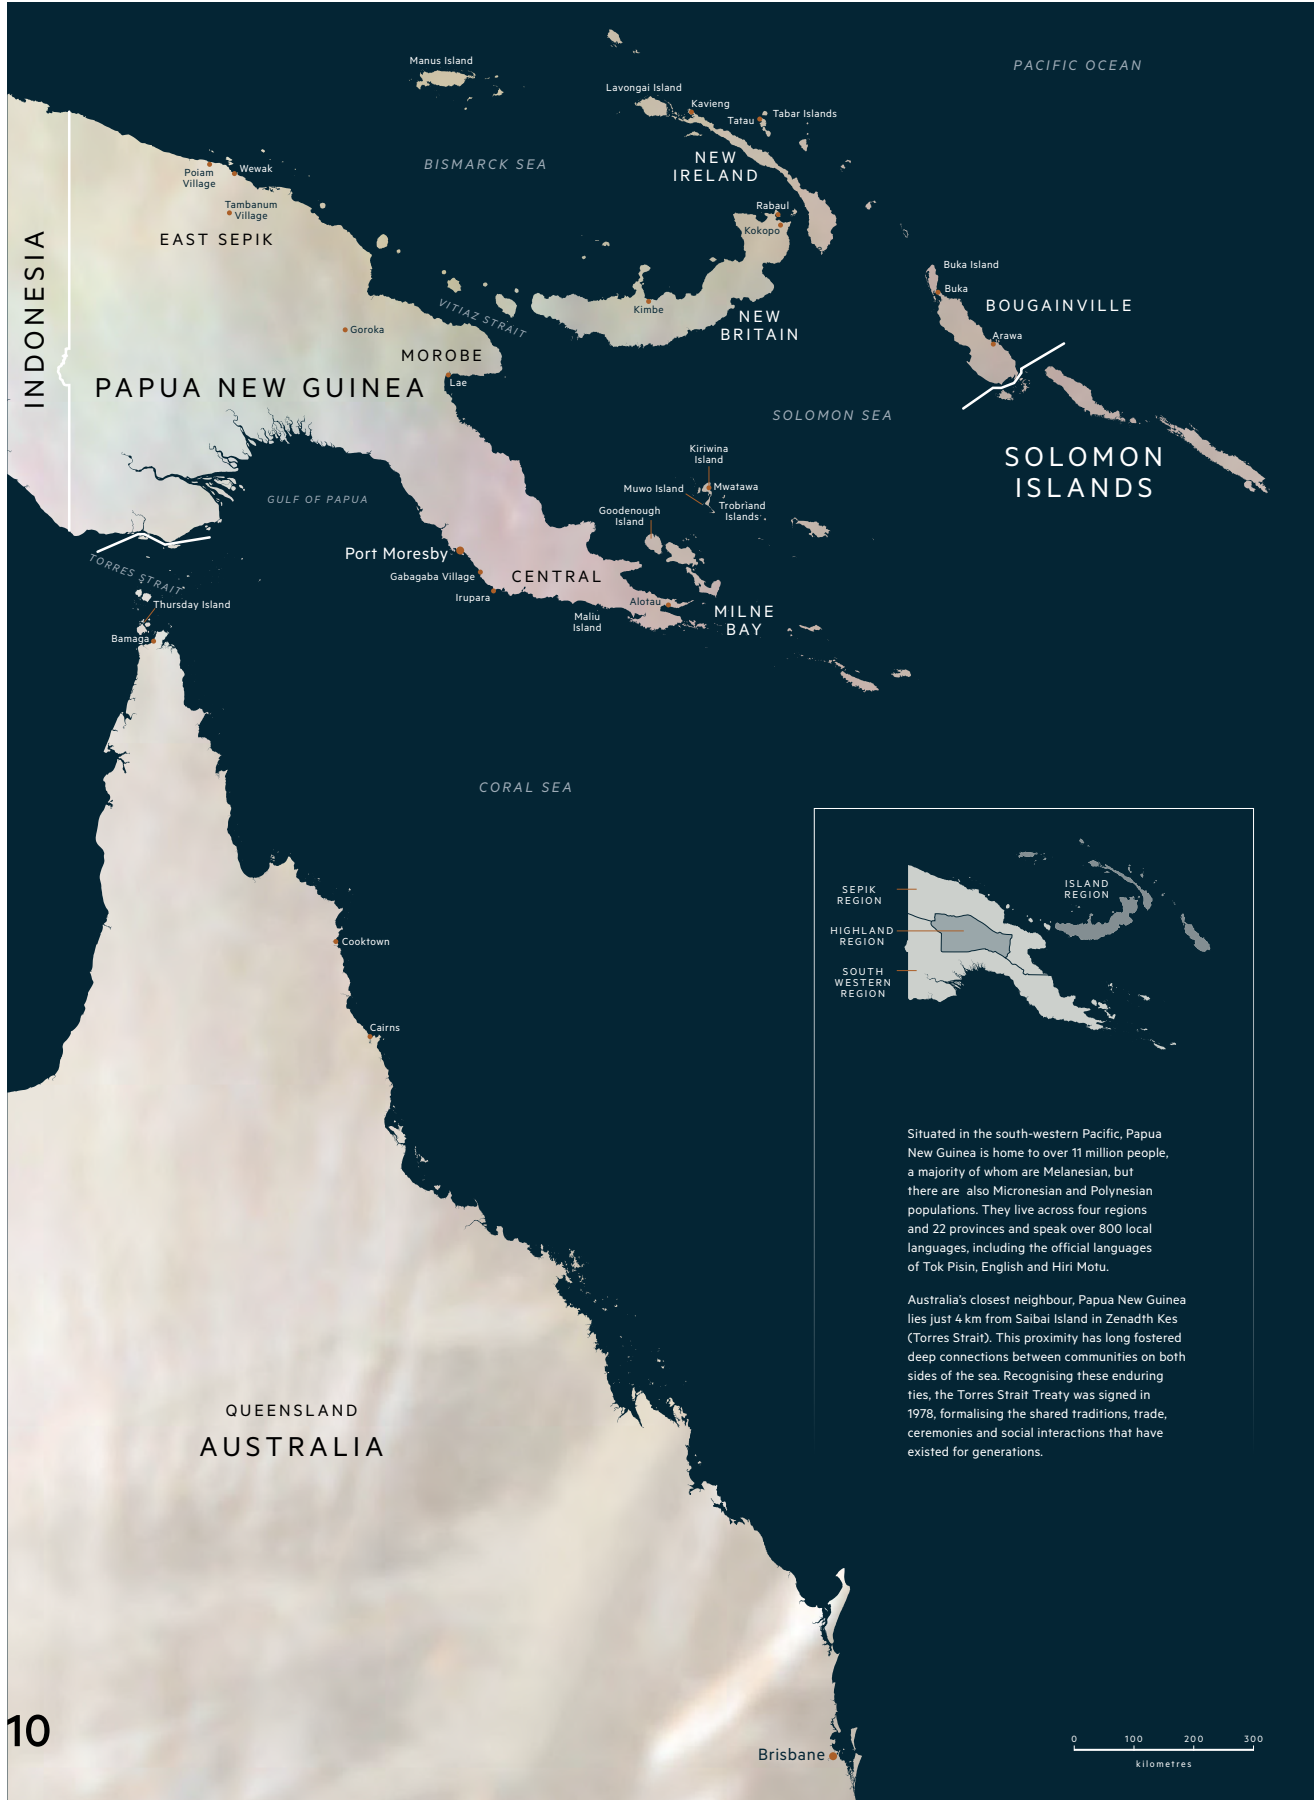 PACIFIC OCEAN
Manus Island
Lavongai Island
Kavieng
Tatau
Tabar Islands
BISMARCK SEA
NEW
IRELAND
Poiam
Village
Wewak
Tambanum
Village
EAST SEPIK
Rabaul
Kokopo
INDONESIA
Buka Island
Buka
BOUGAINVILLE
Arawa
VITIAZ STRAIT
Kimbe
NEW
BRITAIN
Goroka
MOROBE
Lae
PAPUA NEW GUINEA
SOLOMON SEA
SOLOMON
ISLANDS
Kiriwina
Island
Muwo Island
Mwatawa
Trobriand
Islands
Goodenough
Island
GULF OF PAPUA
Port Moresby
Gabagaba Village
CENTRAL
Irupara
Alotau
Maliu
Island
MILNE
BAY
TORRES STRAIT
Thursday Island
Bamaga
CORAL SEA
SEPIK
REGION
ISLAND
REGION
HIGHLAND
REGION
SOUTH
WESTERN
REGION
Cooktown
Cairns
Situated in the south-western Pacific, Papua
New Guinea is home to over 11 million people,
a majority of whom are Melanesian, but
there are  also Micronesian and Polynesian
populations. They live across four regions
and 22 provinces and speak over 800 local
languages, including the official languages
of Tok Pisin, English and Hiri Motu.
Australia's closest neighbour, Papua New Guinea
lies just 4 km from Saibai Island in Zenadth Kes
(Torres Strait). This proximity has long fostered
deep connections between communities on both
sides of the sea. Recognising these enduring
ties, the Torres Strait Treaty was signed in
1978, formalising the shared traditions, trade,
ceremonies and social interactions that have
existed for generations.
QUEENSLAND
AUSTRALIA
10
Brisbane
0 100 200 300
kilometres